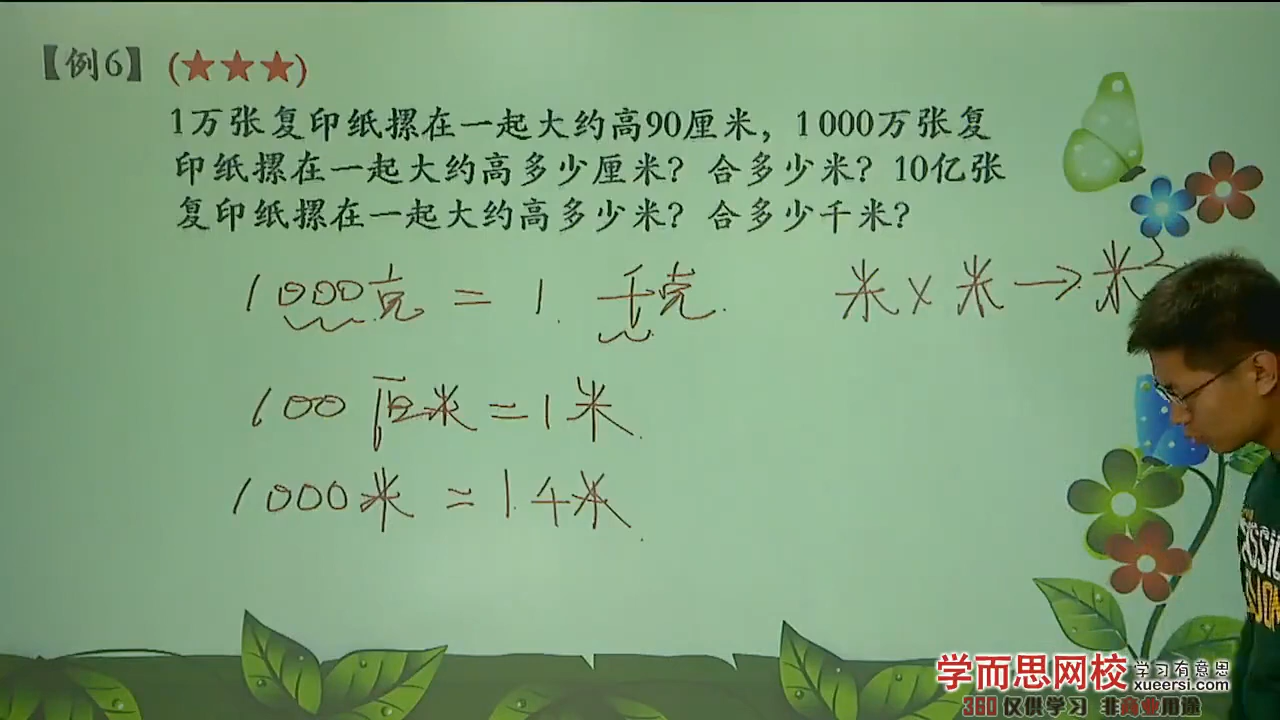 【例6】(★★★)
1万张复印纸摞在一起大约高90厘米，1000万张复
印纸摞在一起大约高多少厘米？合多少米？10亿张
复印纸摞在一起大约高多少米？合多少千米？
1000克 = 1 千克
米×米→米²
100厘米=1米
1000米=1千米
学而思网校
学习有意思
xueersi.com
360仅供学习 非商业用途